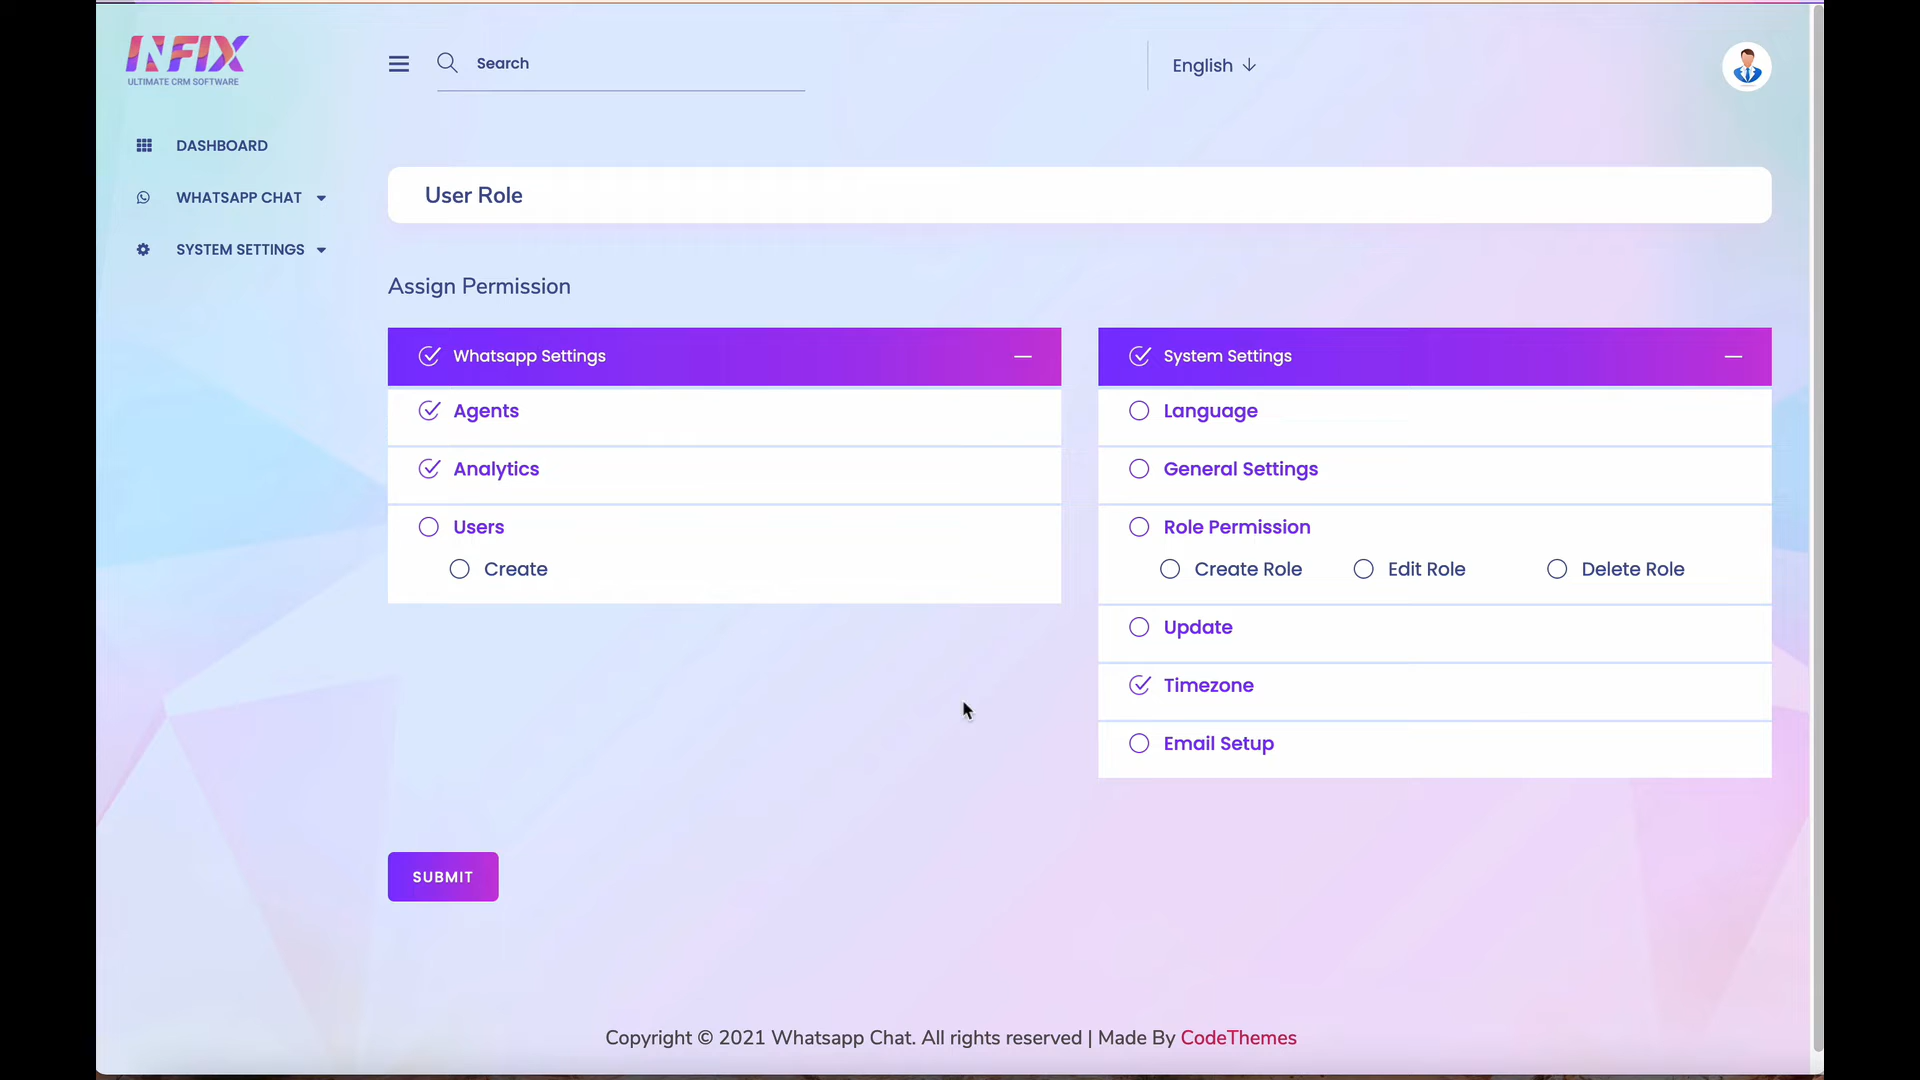 INFIX
ULTIMATE CRM SOFTWARE
Search
English
DASHBOARD
WHATSAPP CHAT
SYSTEM SETTINGS
User Role
Assign Permission
Whatsapp Settings
Agents
Analytics
Users
Create
System Settings
Language
General Settings
Role Permission
Create Role Edit Role Delete Role
Update
Timezone
Email Setup
SUBMIT
Copyright © 2021 Whatsapp Chat. All rights reserved | Made By CodeThemes